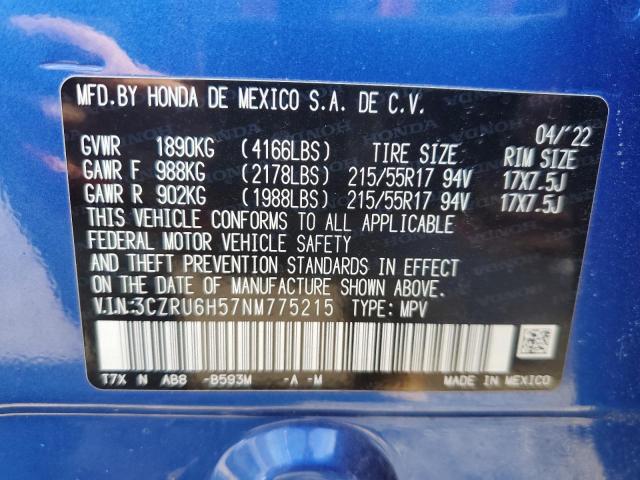 MFD.BY HONDA DE MEXICO S.A. DE C.V.
04/'22
GVWR 1890KG (4166LBS) TIRE SIZE RIM SIZE
GAWR F 988KG (2178LBS) 215/55R17 94V 17X7.5J
GAWR R 902KG (1988LBS) 215/55R17 94V 17X7.5J
THIS VEHICLE CONFORMS TO ALL APPLICABLE
FEDERAL MOTOR VEHICLE SAFETY
AND THEFT PREVENTION STANDARDS IN EFFECT
ON THE DATE OF MANUFACTURE SHOWN ABOVE.
V.I.N:3CZRU6H57NM775215 TYPE: MPV
T7X N AB8 -B593M -A -M MADE IN MEXICO